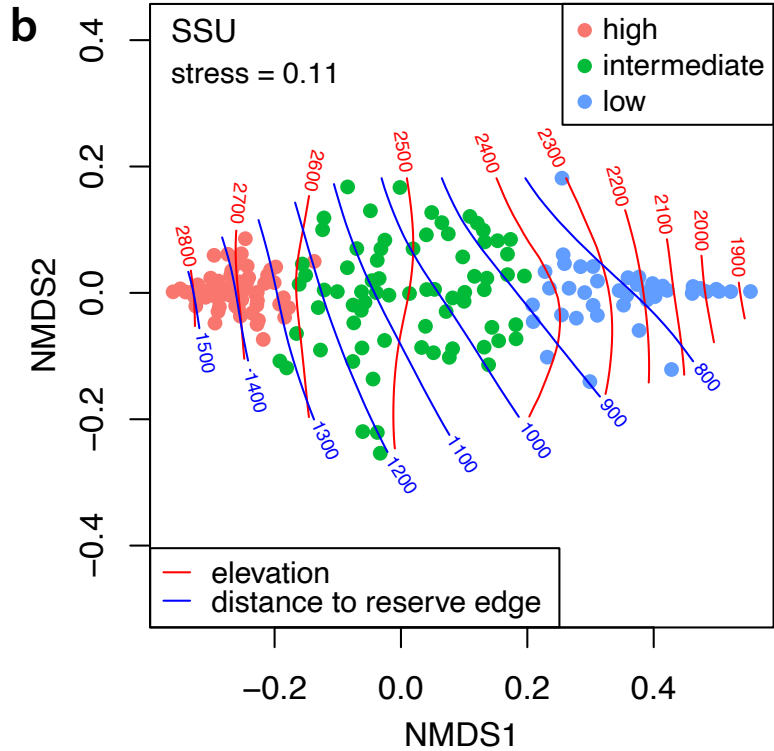 b
SSU
stress = 0.11
high
intermediate
low
0.4
0.2
0.0
−0.2
−0.4
NMDS2
2800
2700
2600
2500
2400
2300
2200
2100
2000
1900
1500
1400
1300
1200
1100
1000
900
800
elevation
distance to reserve edge
−0.2
0.0
0.2
0.4
NMDS1